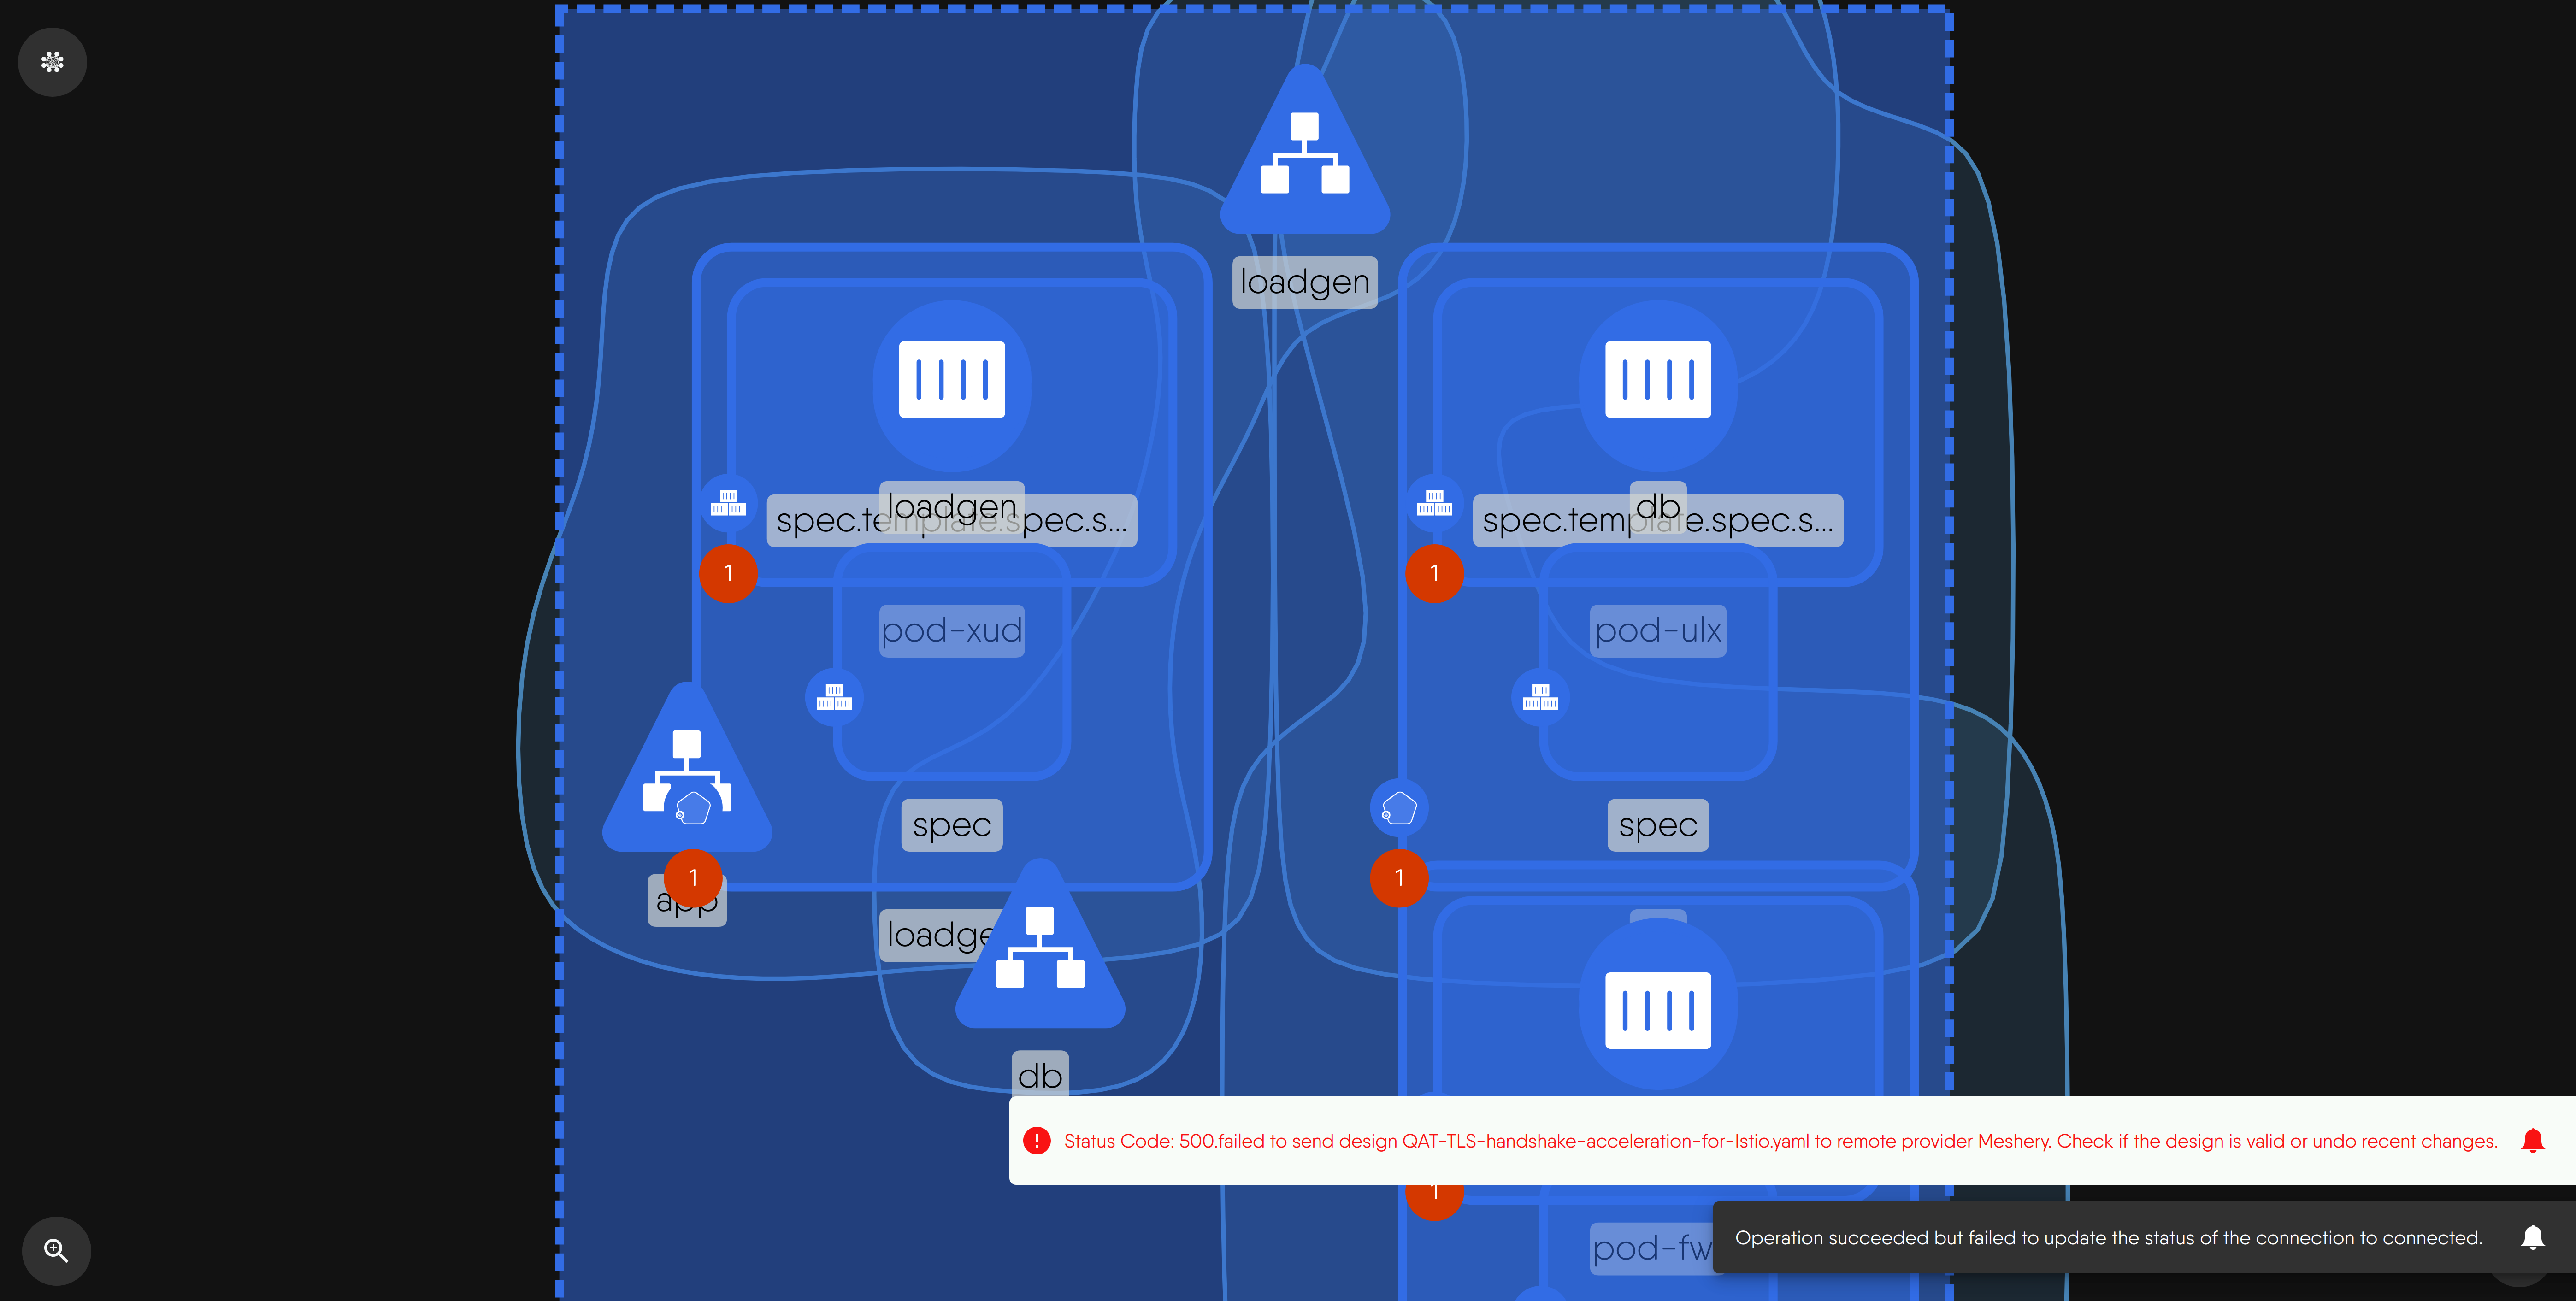 loadgen
loadgen
db
spec.template.spec.s...
spec.template.spec.s...
1
1
pod-xud
pod-ulx
spec
spec
1
1
app
loadge
db
Status Code: 500.failed to send design QAT-TLS-handshake-acceleration-for-Istio.yaml to remote provider Meshery. Check if the design is valid or undo recent changes.
1
Operation succeeded but failed to update the status of the connection to connected.
pod-fw